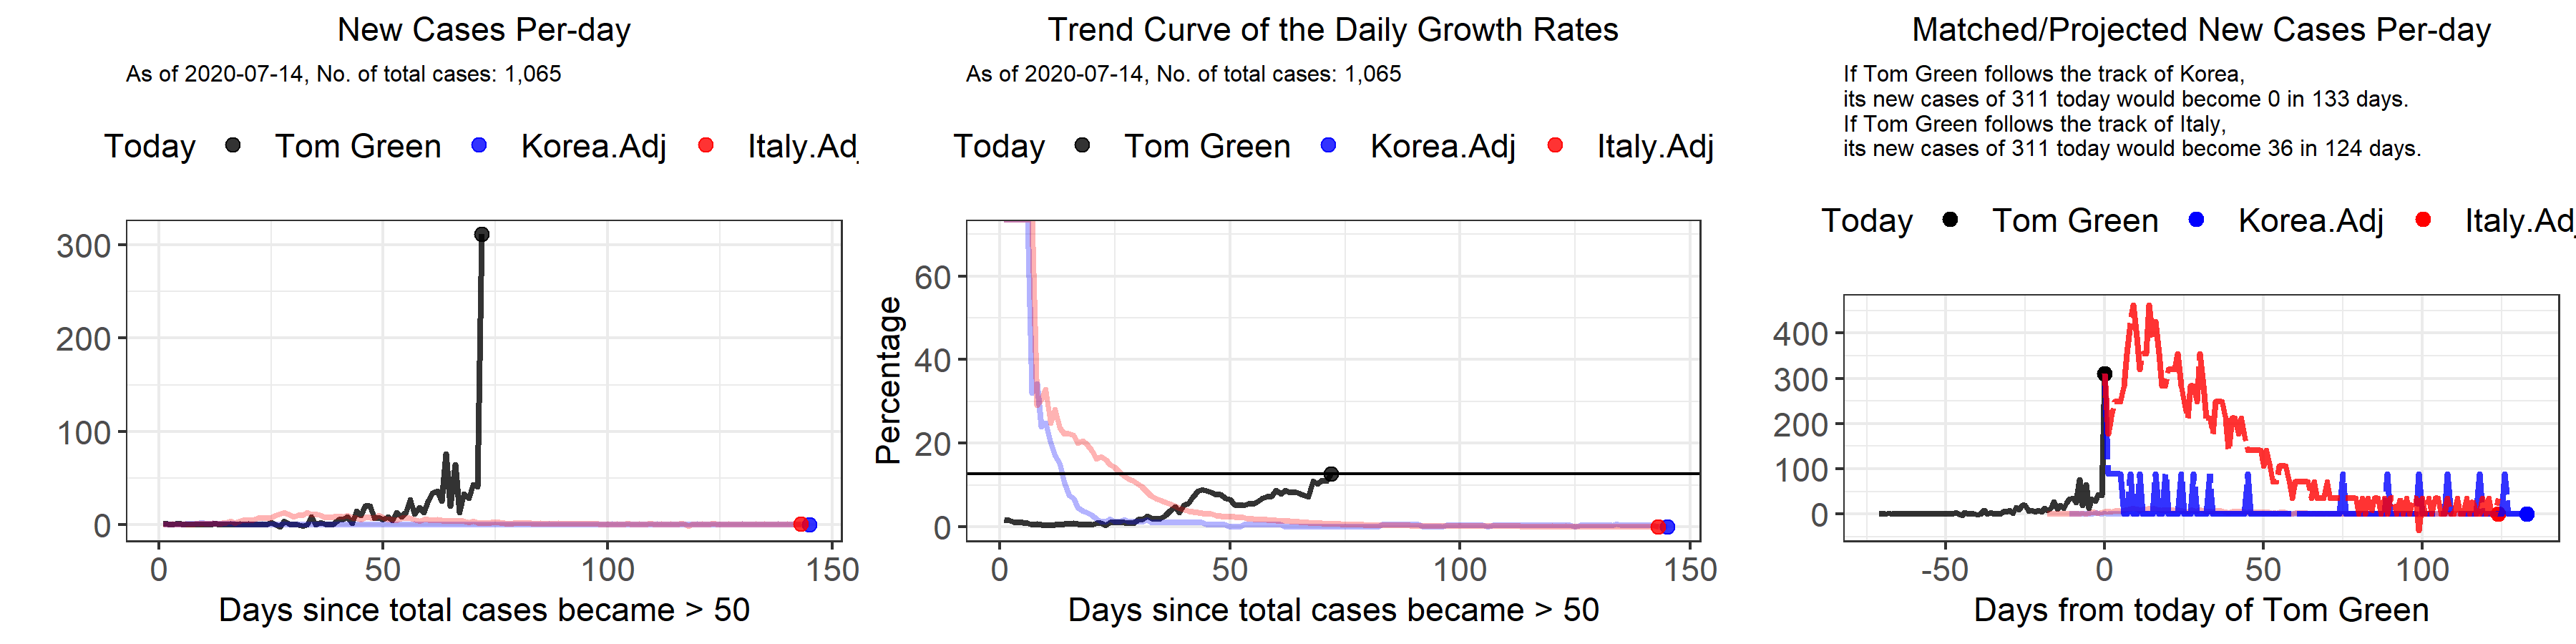 New Cases Per-day
As of 2020-07-14, No. of total cases: 1,065
Today Tom Green Korea.Adj Italy.Ad
300
200
100
0
0 50 100 150
Days since total cases became > 50
Trend Curve of the Daily Growth Rates
As of 2020-07-14, No. of total cases: 1,065
Today Tom Green Korea.Adj Italy.Adj
Percentage
60
40
20
0
0 50 100 150
Days since total cases became > 50
Matched/Projected New Cases Per-day
If Tom Green follows the track of Korea,
its new cases of 311 today would become 0 in 133 days.
If Tom Green follows the track of Italy,
its new cases of 311 today would become 36 in 124 days.
Today Tom Green Korea.Adj Italy.Adj
400
300
200
100
0
-50 0 50 100
Days from today of Tom Green